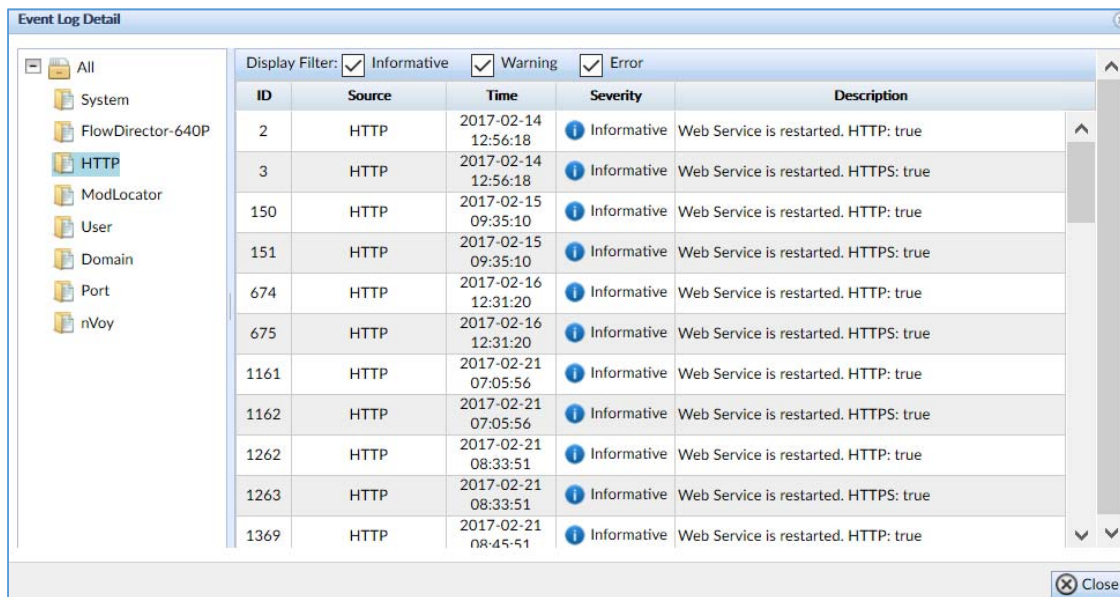 Event Log Detail
All
System
FlowDirector-640P
HTTP
ModLocator
User
Domain
Port
nVoy
Display Filter: Informative Warning Error
ID Source Time Severity Description
2 HTTP 2017-02-14 12:56:18 Informative Web Service is restarted. HTTP: true
3 HTTP 2017-02-14 12:56:18 Informative Web Service is restarted. HTTPS: true
150 HTTP 2017-02-15 09:35:10 Informative Web Service is restarted. HTTP: true
151 HTTP 2017-02-15 09:35:10 Informative Web Service is restarted. HTTPS: true
674 HTTP 2017-02-16 12:31:20 Informative Web Service is restarted. HTTP: true
675 HTTP 2017-02-16 12:31:20 Informative Web Service is restarted. HTTPS: true
1161 HTTP 2017-02-21 07:05:56 Informative Web Service is restarted. HTTP: true
1162 HTTP 2017-02-21 07:05:56 Informative Web Service is restarted. HTTPS: true
1262 HTTP 2017-02-21 08:33:51 Informative Web Service is restarted. HTTP: true
1263 HTTP 2017-02-21 08:33:51 Informative Web Service is restarted. HTTPS: true
1369 HTTP 2017-02-21 08:45:51 Informative Web Service is restarted. HTTP: true
Close